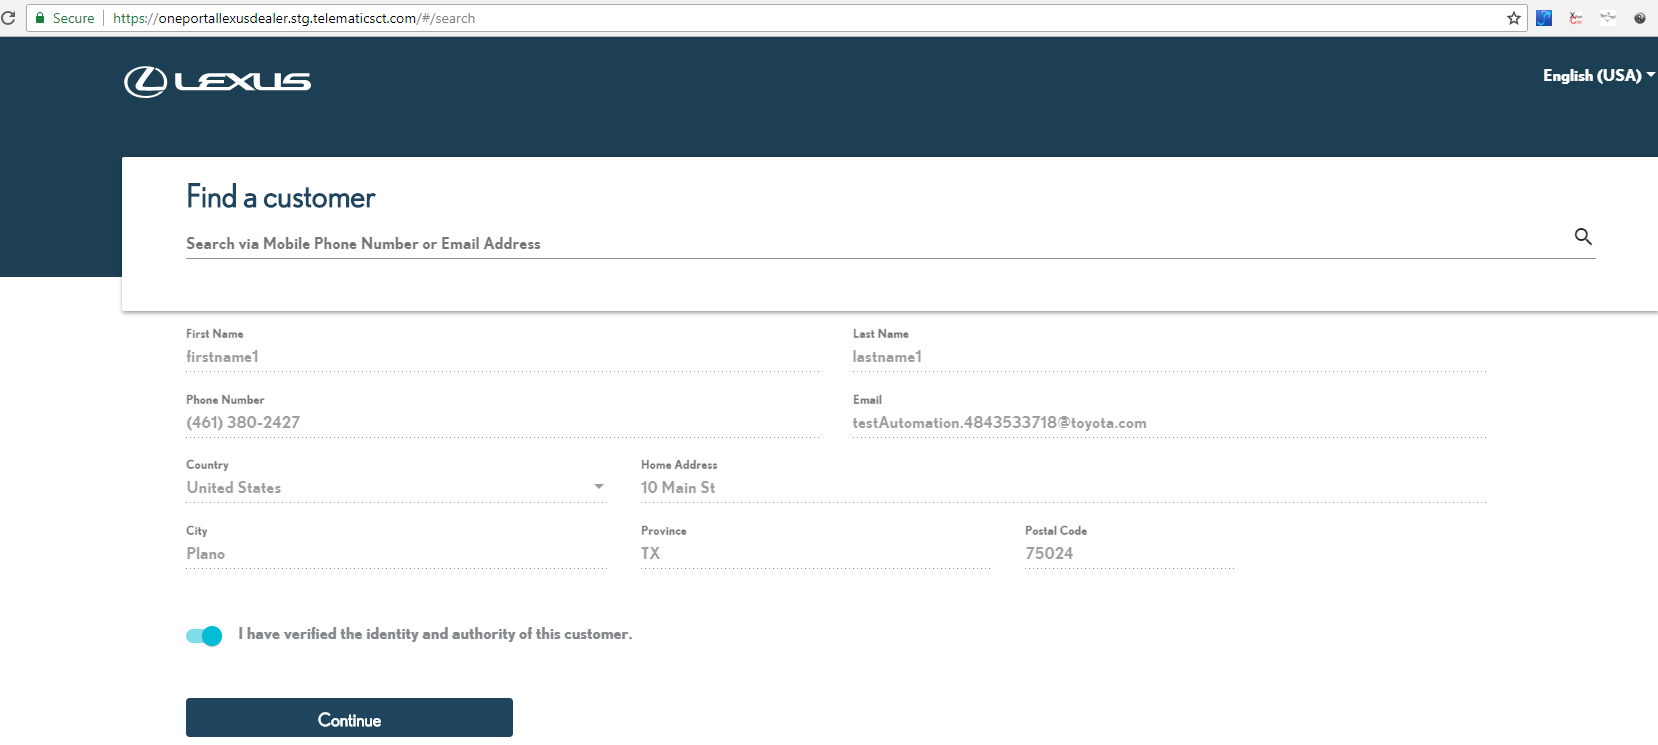 Secure https://oneportallexusdealer.stg.telematicsct.com/#/search
LEXUS
English (USA)
Find a customer
Search via Mobile Phone Number or Email Address
First Name Last Name
firstname1 lastname1
Phone Number Email
(461) 380-2427 testAutomation.4843533718@toyota.com
Country Home Address
United States 10 Main St
City Province Postal Code
Plano TX 75024
I have verified the identity and authority of this customer.
Continue